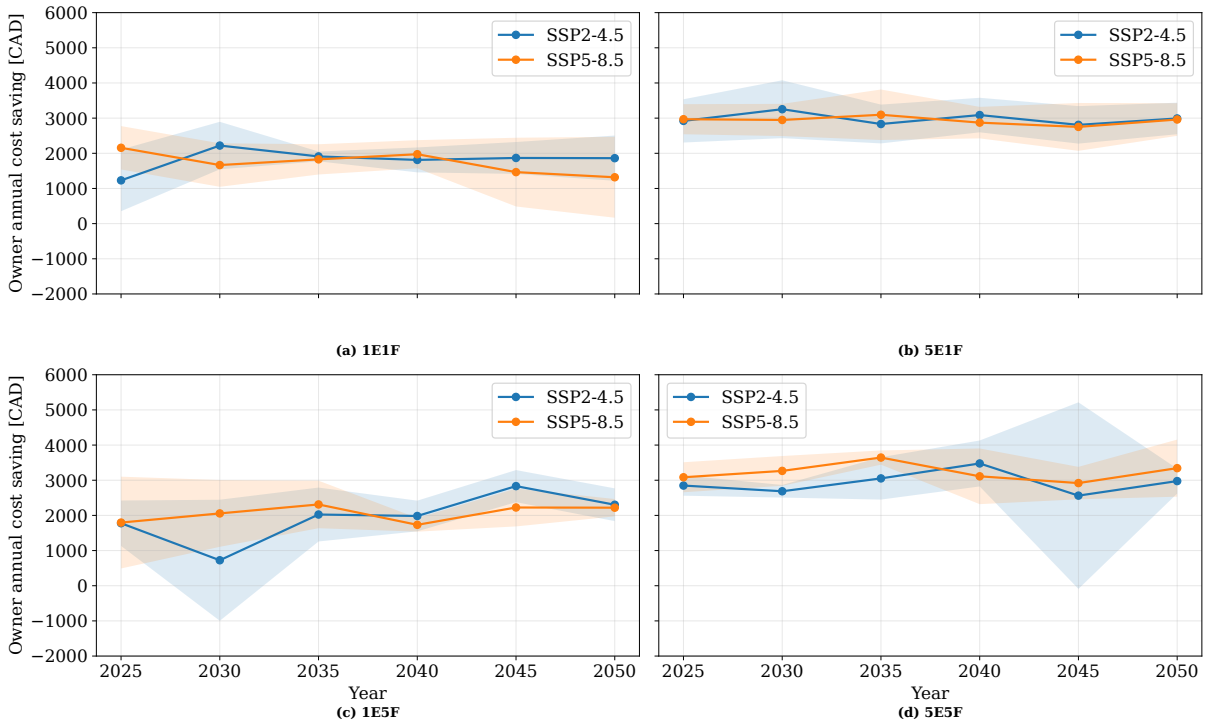 Owner annual cost saving [CAD]
6000
5000
4000
3000
2000
1000
0
−1000
−2000
SSP2-4.5
SSP5-8.5
(a) 1E1F
SSP2-4.5
SSP5-8.5
(b) 5E1F
Owner annual cost saving [CAD]
6000
5000
4000
3000
2000
1000
0
−1000
−2000
SSP2-4.5
SSP5-8.5
2025 2030 2035 2040 2045 2050
Year
(c) 1E5F
SSP2-4.5
SSP5-8.5
2025 2030 2035 2040 2045 2050
Year
(d) 5E5F